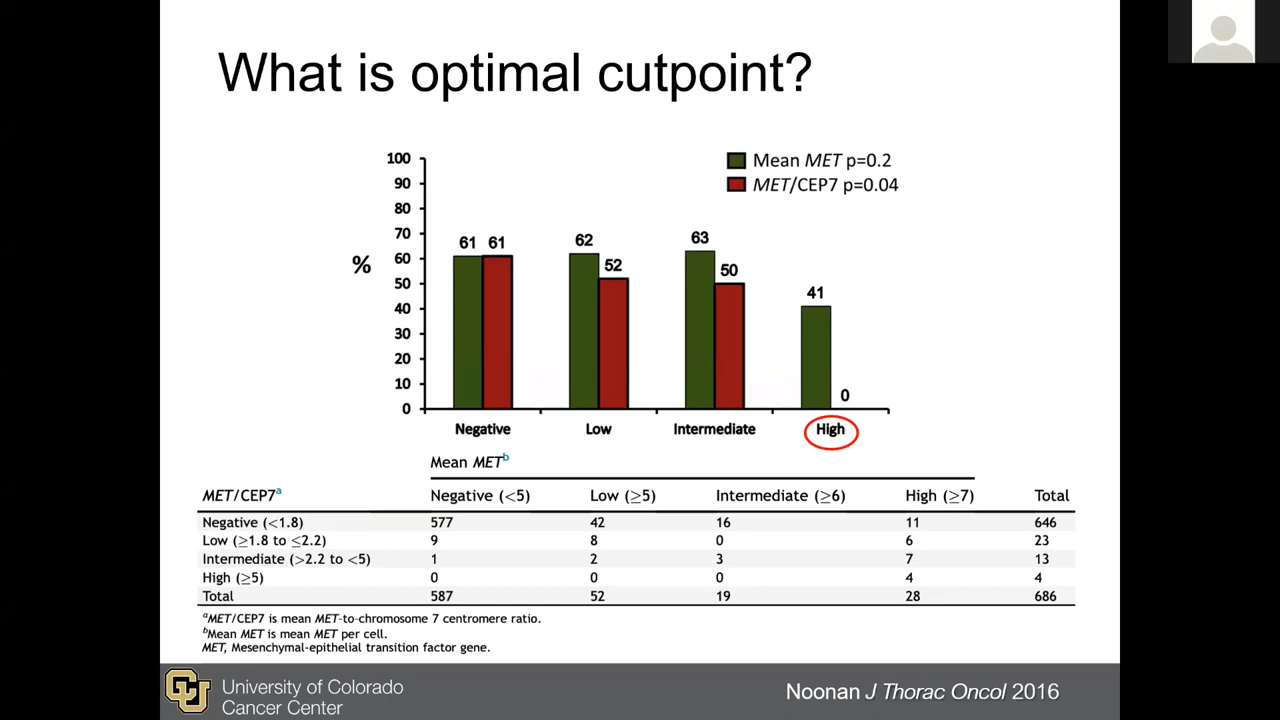 What is optimal cutpoint?
100
90
80
70
60
50
40
30
20
10
0
%
Mean MET p=0.2
MET/CEP7 p=0.04
61 61
62
52
63
50
41
0
Negative Low Intermediate High
Mean METb
MET/CEP7a Negative (<5) Low (≥5) Intermediate (≥6) High (≥7) Total
Negative (<1.8) 577 42 16 11 646
Low (≥1.8 to ≤2.2) 9 8 0 6 23
Intermediate (>2.2 to <5) 1 2 3 7 13
High (≥5) 0 0 0 4 4
Total 587 52 19 28 686
aMET/CEP7 is mean MET-to-chromosome 7 centromere ratio.
bMean MET is mean MET per cell.
MET, Mesenchymal-epithelial transition factor gene.
CU
University of Colorado
Cancer Center
Noonan J Thorac Oncol 2016